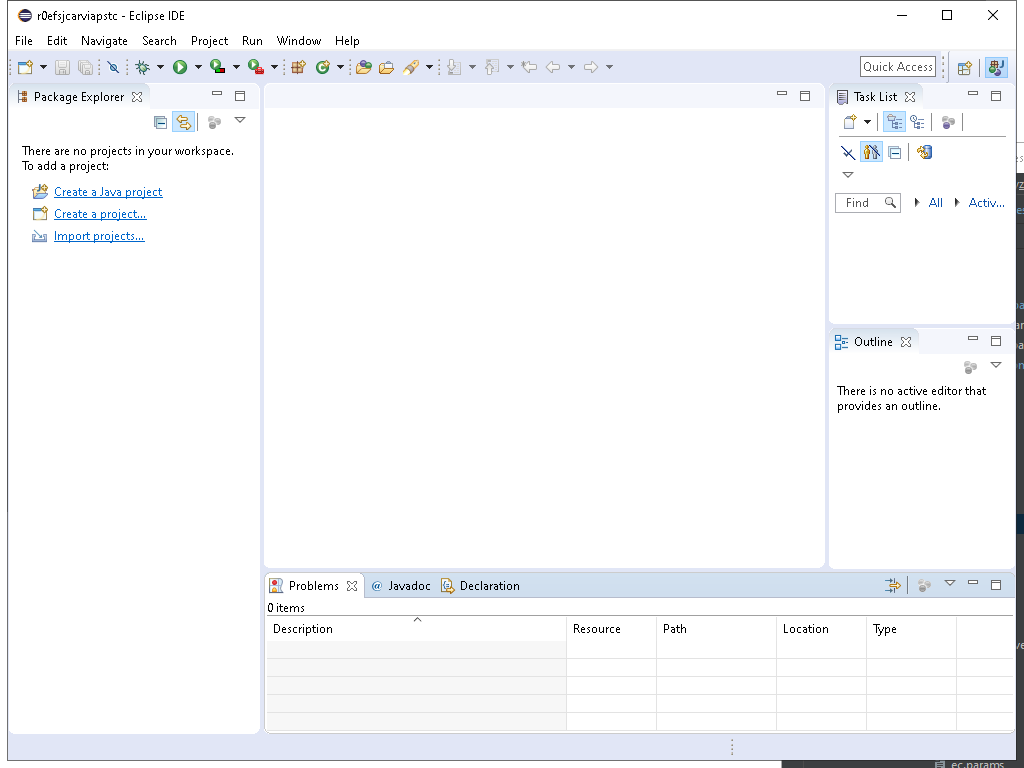 r0efsjcarviapstc - Eclipse IDE
File Edit Navigate Search Project Run Window Help
Quick Access
Package Explorer
There are no projects in your workspace.
To add a project:
Create a Java project
Create a project...
Import projects...
Task List
Find All Activ...
Outline
There is no active editor that
provides an outline.
Problems @ Javadoc Declaration
0 items
Description Resource Path Location Type
ec.params